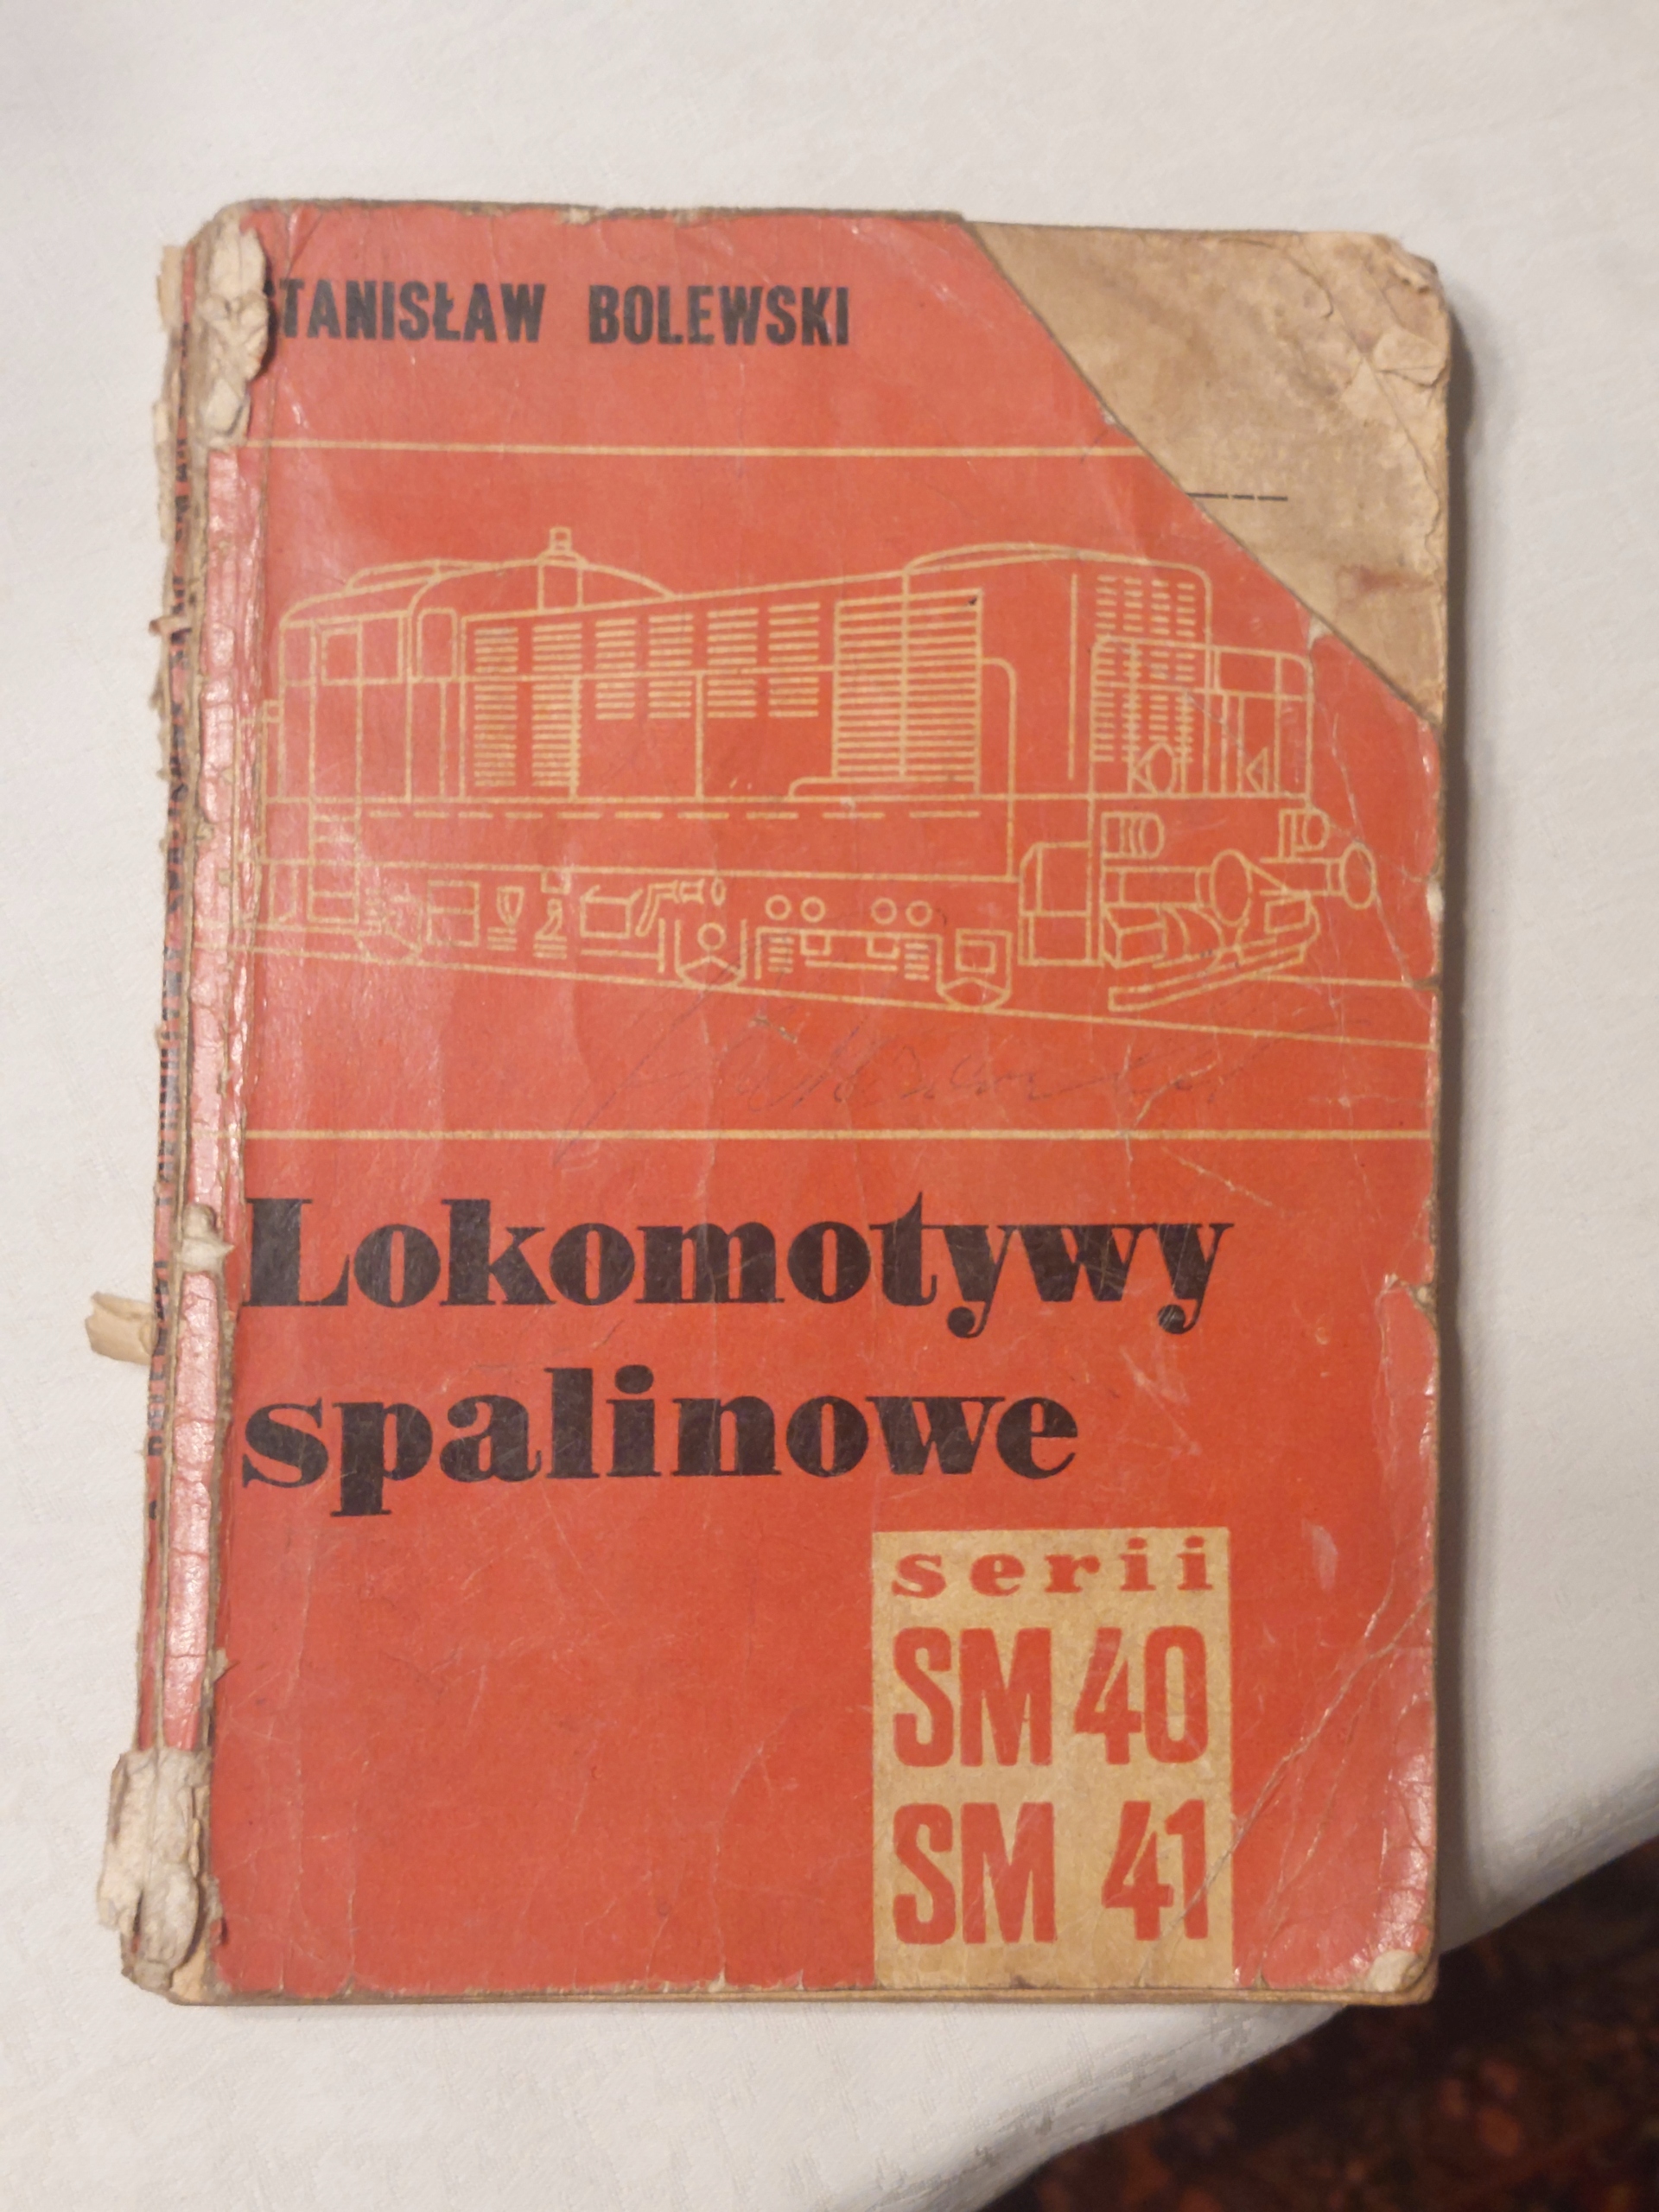 TANISŁAW BOLEWSKI
Lokomotywy
spalinowe
serii
SM 40
SM 41